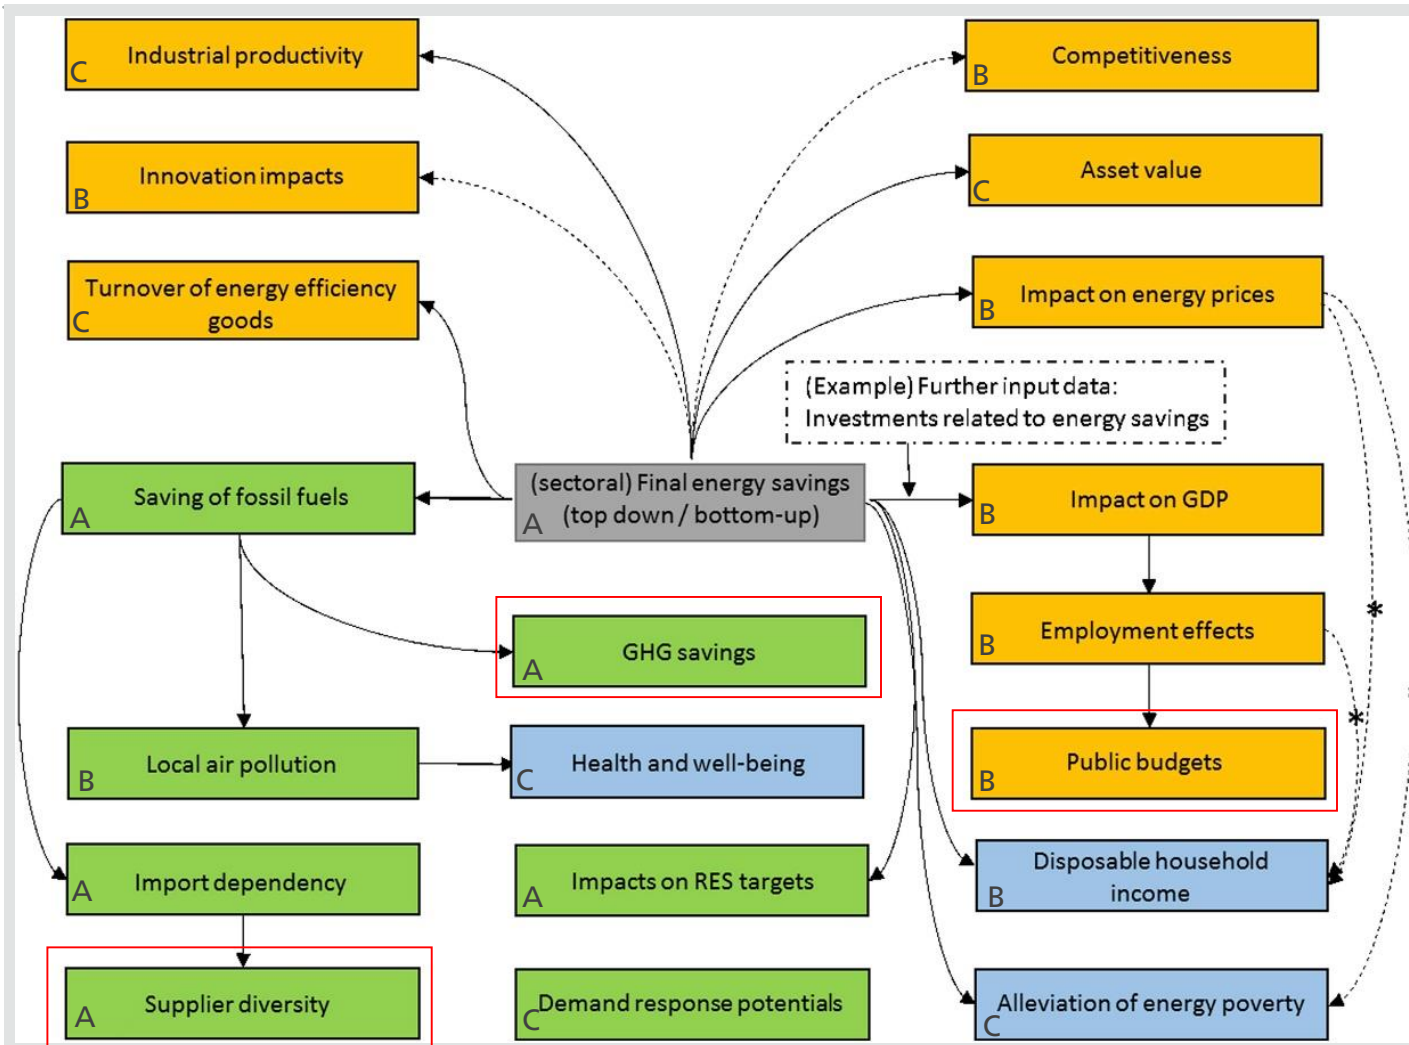 Industrial productivity
C
Competitiveness
B
Innovation impacts
B
Asset value
C
Turnover of energy efficiency
goods
C
Impact on energy prices
B
(Example) Further input data:
Investments related to energy savings
Saving of fossil fuels
A
(sectoral) Final energy savings
(top down / bottom-up)
A
Impact on GDP
B
GHG savings
A
Employment effects
B
*
Local air pollution
B
Health and well-being
C
Public budgets
B
*
Import dependency
A
Impacts on RES targets
A
Disposable household
income
B
Supplier diversity
A
Demand response potentials
C
Alleviation of energy poverty
C